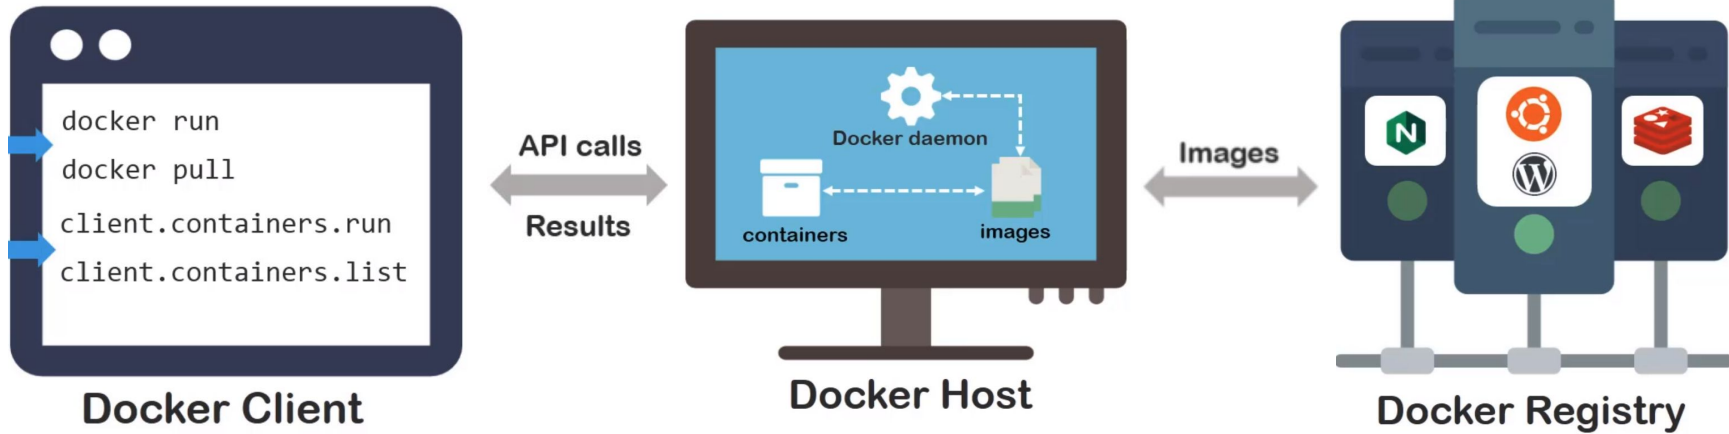 docker run
docker pull
client.containers.run
client.containers.list
Docker Client
API calls
Results
Docker daemon
containers
images
Docker Host
Images
N
W
Docker Registry